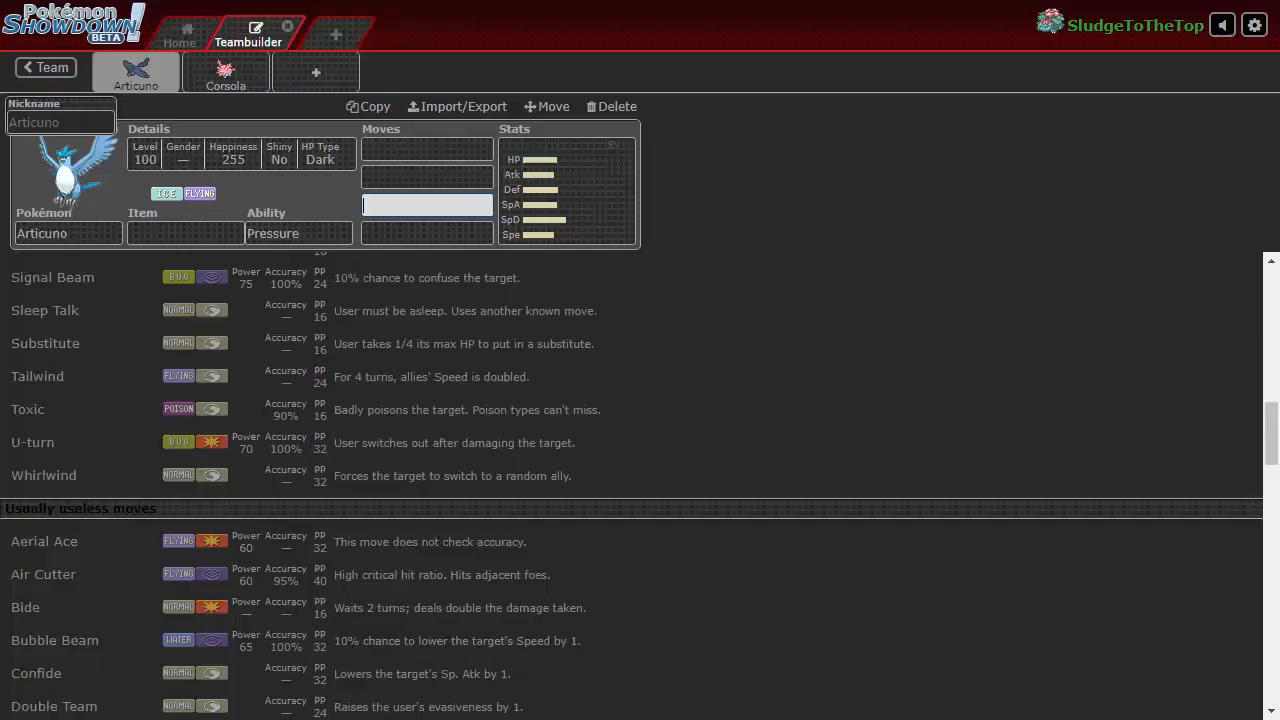 Pokémon
SHOWDOWN!
BETA
Home
Teambuilder
SludgeToTheTop
Team
Articuno
Corsola
Nickname
Articuno
Copy
Import/Export
Move
Delete
Details
Moves
Stats
Level Gender Happiness Shiny HP Type
100 — 255 No Dark
EV
HP
Atk
Def
SpA
SpD
Spe
ICE FLYING
Pokémon Item Ability
Articuno Pressure
16
Signal Beam BUG Power 75 Accuracy 100% PP 24 10% chance to confuse the target.
Sleep Talk NORMAL Accuracy — PP 16 User must be asleep. Uses another known move.
Substitute NORMAL Accuracy — PP 16 User takes 1/4 its max HP to put in a substitute.
Tailwind FLYING Accuracy — PP 24 For 4 turns, allies' Speed is doubled.
Toxic POISON Accuracy 90% PP 16 Badly poisons the target. Poison types can't miss.
U-turn BUG Power 70 Accuracy 100% PP 32 User switches out after damaging the target.
Whirlwind NORMAL Accuracy — PP 32 Forces the target to switch to a random ally.
Usually useless moves
Aerial Ace FLYING Power 60 Accuracy — PP 32 This move does not check accuracy.
Air Cutter FLYING Power 60 Accuracy 95% PP 40 High critical hit ratio. Hits adjacent foes.
Bide NORMAL Power — Accuracy — PP 16 Waits 2 turns; deals double the damage taken.
Bubble Beam WATER Power 65 Accuracy 100% PP 32 10% chance to lower the target's Speed by 1.
Confide NORMAL Accuracy — PP 32 Lowers the target's Sp. Atk by 1.
Double Team NORMAL Accuracy — PP 24 Raises the user's evasiveness by 1.